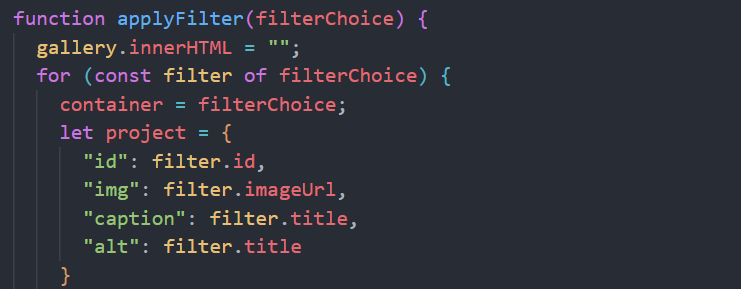 function applyFilter(filterChoice) {
gallery.innerHTML = "";
for (const filter of filterChoice) {
container = filterChoice;
let project = {
"id": filter.id,
"img": filter.imageUrl,
"caption": filter.title,
"alt": filter.title
}